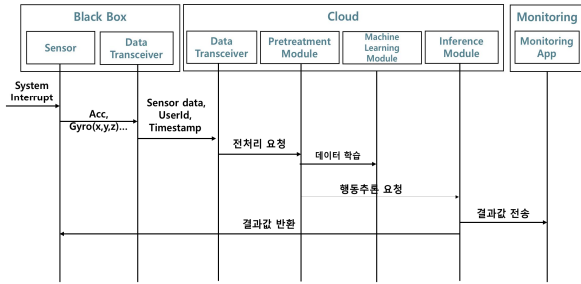 Black Box
Cloud
Monitoring
Sensor
Data
Transceiver
Data
Transceiver
Pretreatment
Module
Machine
Learning
Module
Inference
Module
Monitoring
App
System
Interrupt
Acc,
Gyro(x,y,z)...
Sensor data,
UserId,
Timestamp
전처리 요청
데이터 학습
행동추론 요청
결과값 전송
결과값 반환